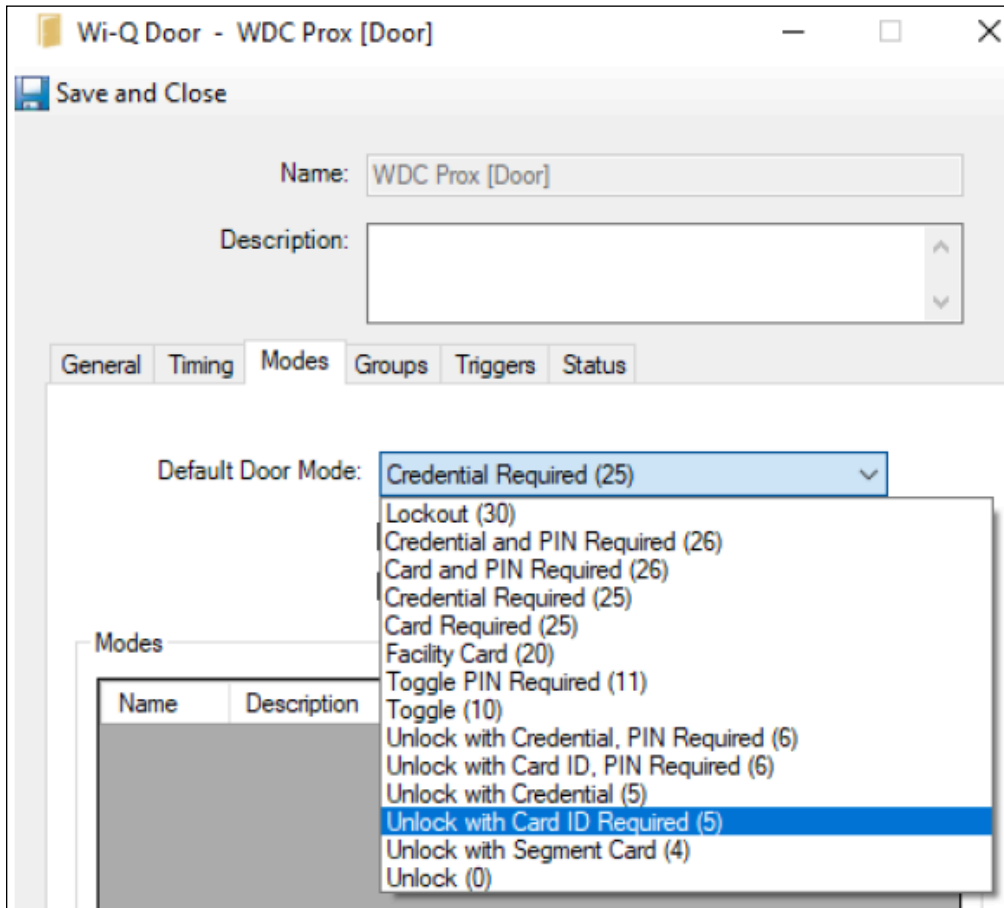 Wi-Q Door - WDC Prox [Door]
Save and Close
Name: WDC Prox [Door]
Description:
General Timing Modes Groups Triggers Status
Default Door Mode: Credential Required (25)
Lockout (30)
Credential and PIN Required (26)
Card and PIN Required (26)
Credential Required (25)
Card Required (25)
Modes
Facility Card (20)
Toggle PIN Required (11)
Name Description
Toggle (10)
Unlock with Credential, PIN Required (6)
Unlock with Card ID, PIN Required (6)
Unlock with Credential (5)
Unlock with Card ID Required (5)
Unlock with Segment Card (4)
Unlock (0)